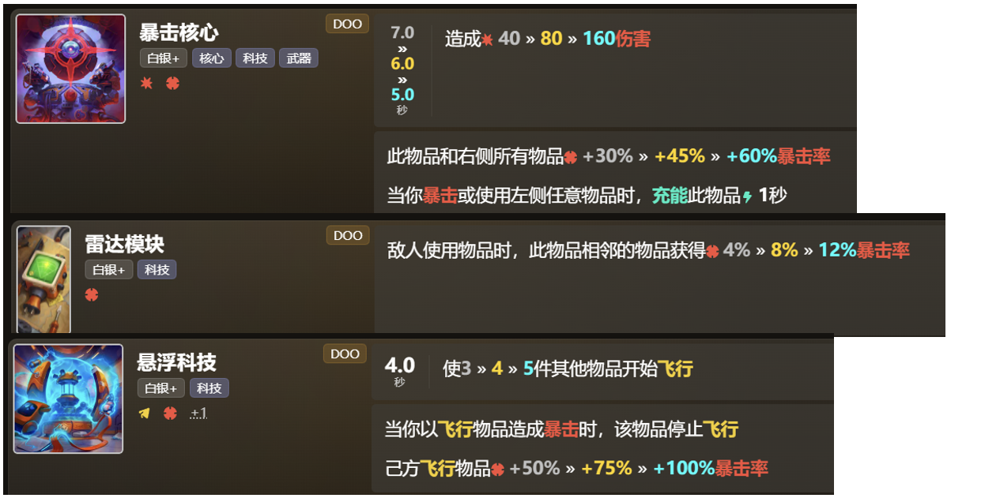 暴击核心
DOO
白银+ 核心 科技 武器
7.0
»
6.0
»
5.0
秒
造成 40 » 80 » 160伤害
此物品和右侧所有物品 +30% » +45% » +60%暴击率
当你暴击或使用左侧任意物品时，充能此物品 1秒
雷达模块
DOO
白银+ 科技
敌人使用物品时，此物品相邻的物品获得 4% » 8% » 12%暴击率
悬浮科技
DOO
白银+ 科技
+1
4.0
秒
使3 » 4 » 5件其他物品开始飞行
当你以飞行物品造成暴击时，该物品停止飞行
己方飞行物品 +50% » +75% » +100%暴击率